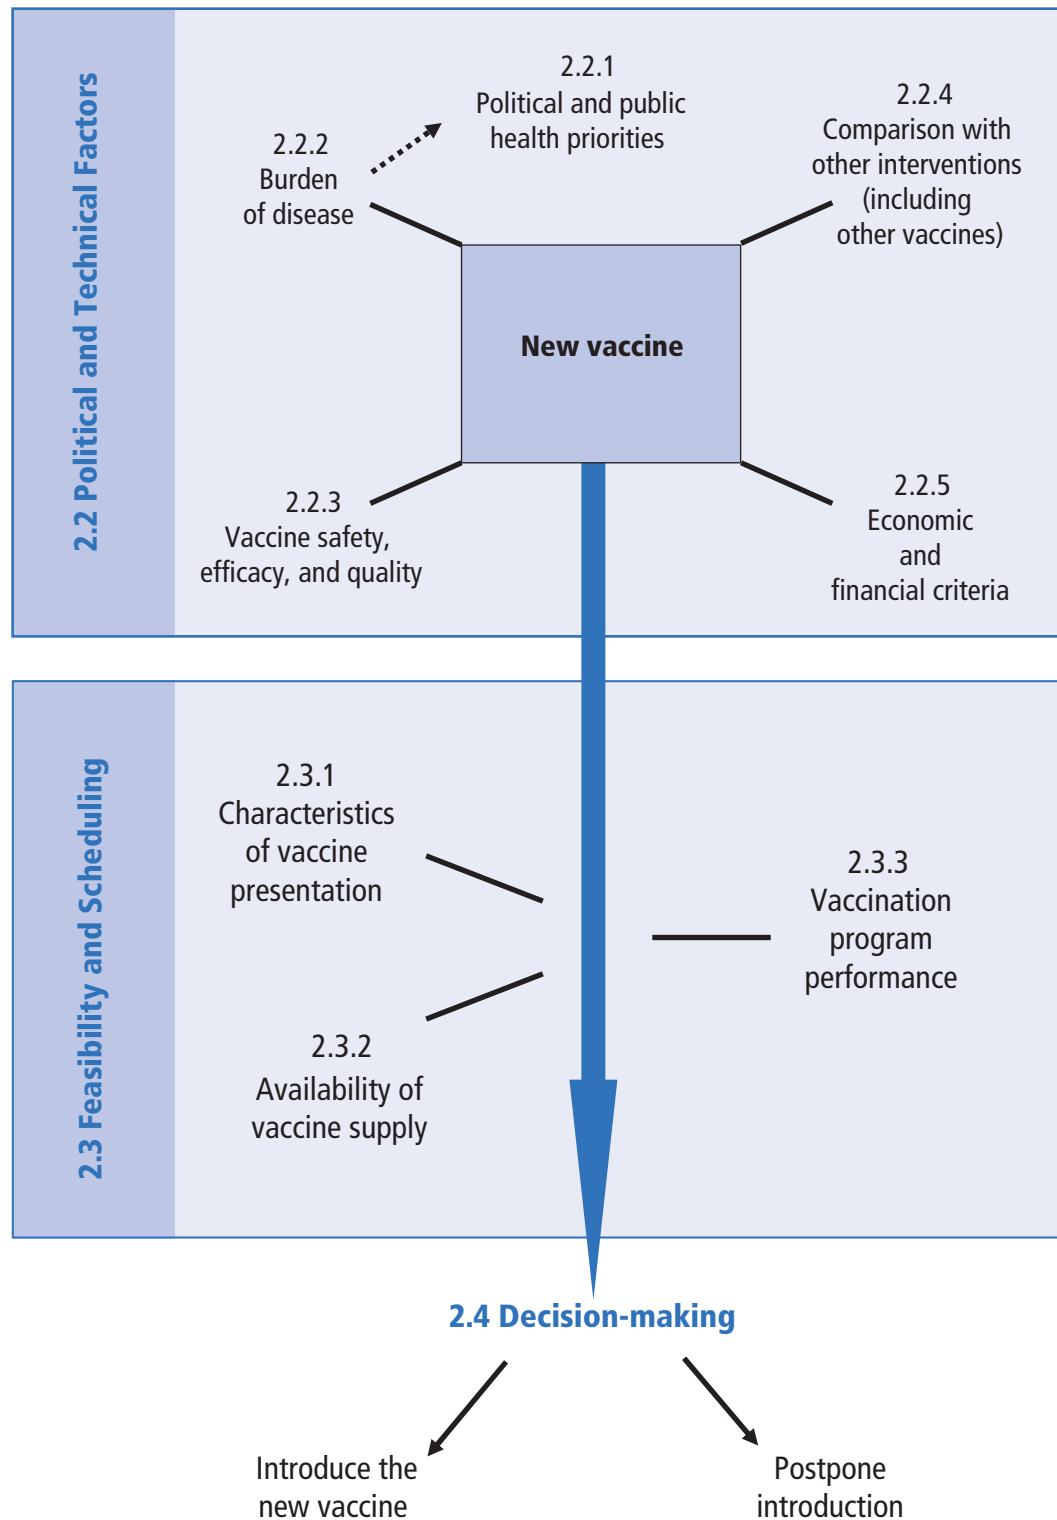 2.2 Political and Technical Factors
2.2.1
Political and public
health priorities
2.2.2
Burden
of disease
2.2.4
Comparison with
other interventions
(including
other vaccines)
New vaccine
2.2.3
Vaccine safety,
efficacy, and quality
2.2.5
Economic
and
financial criteria
2.3 Feasibility and Scheduling
2.3.1
Characteristics
of vaccine
presentation
2.3.2
Availability of
vaccine supply
2.3.3
Vaccination
program
performance
2.4 Decision-making
Introduce the
new vaccine
Postpone
introduction